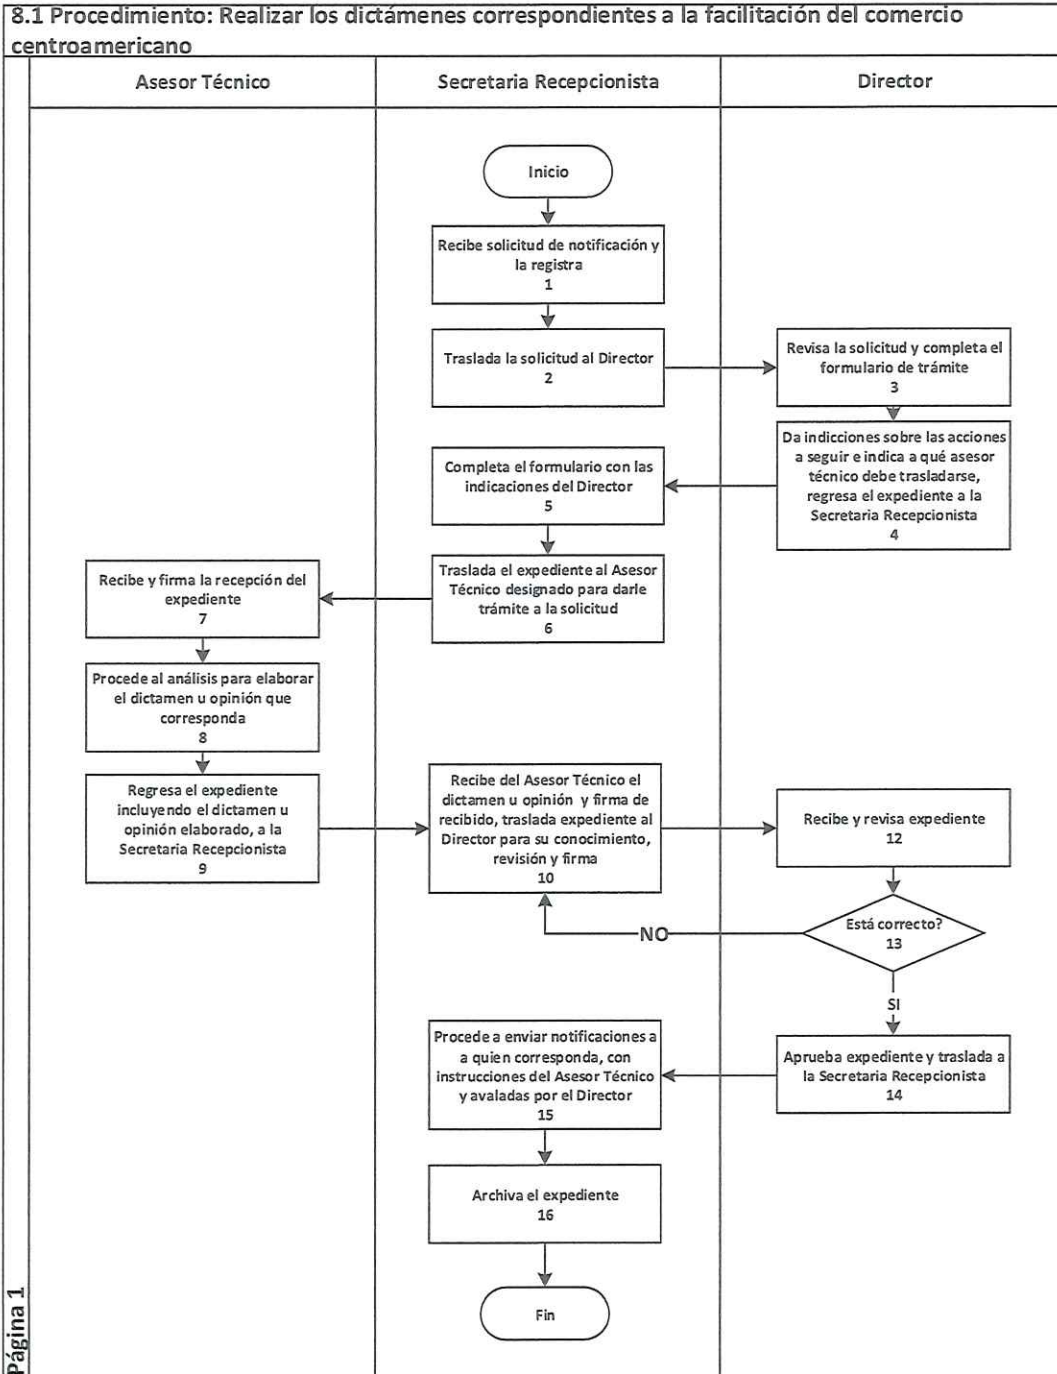 8.1 Procedimiento: Realizar los dictámenes correspondientes a la facilitación del comercio
centroamericano
Asesor Técnico
Secretaria Recepcionista
Director
Inicio
Recibe solicitud de notificación y
la registra
1
Traslada la solicitud al Director
2
Revisa la solicitud y completa el
formulario de trámite
3
Da indicciones sobre las acciones
a seguir e indica a qué asesor
técnico debe trasladarse,
regresa el expediente a la
Secretaria Recepcionista
4
Completa el formulario con las
indicaciones del Director
5
Traslada el expediente al Asesor
Técnico designado para darle
trámite a la solicitud
6
Recibe y firma la recepción del
expediente
7
Procede al análisis para elaborar
el dictamen u opinión que
corresponda
8
Regresa el expediente
incluyendo el dictamen u
opinión elaborado, a la
Secretaria Recepcionista
9
Recibe del Asesor Técnico el
dictamen u opinión y firma de
recibido, traslada expediente al
Director para su conocimiento,
revisión y firma
10
Recibe y revisa expediente
12
Está correcto?
13
NO
SI
Aprueba expediente y traslada a
la Secretaria Recepcionista
14
Procede a enviar notificaciones a
a quien corresponda, con
instrucciones del Asesor Técnico
y avaladas por el Director
15
Archiva el expediente
16
Fin
Página 1